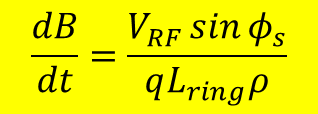 dB/dt = V_RF sin ϕ_s / q L_ring ρ